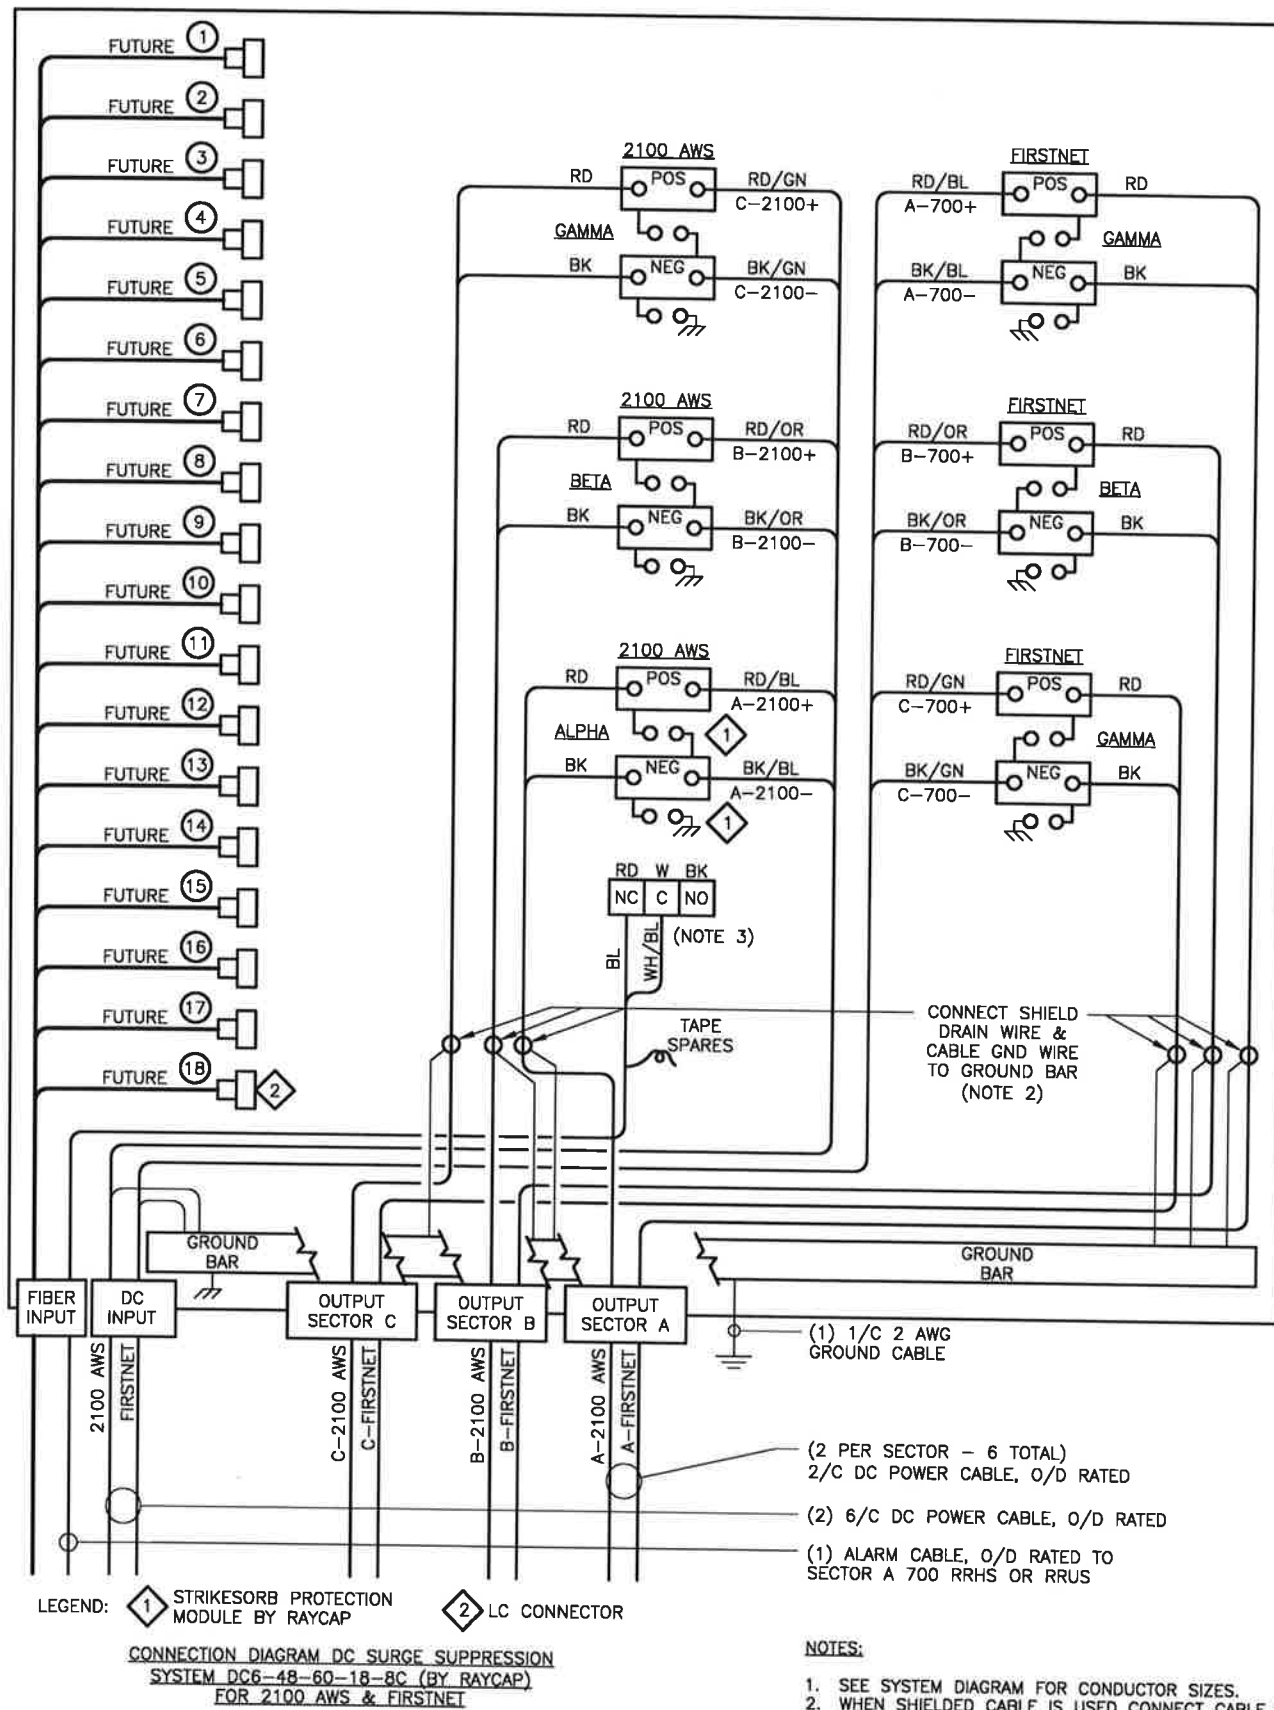 FUTURE 1
FUTURE 2
FUTURE 3
FUTURE 4
FUTURE 5
FUTURE 6
FUTURE 7
FUTURE 8
FUTURE 9
FUTURE 10
FUTURE 11
FUTURE 12
FUTURE 13
FUTURE 14
FUTURE 15
FUTURE 16
FUTURE 17
FUTURE 18
2
2100 AWS
RD POS RD/GN
C-2100+
GAMMA
BK NEG BK/GN
C-2100-
2100 AWS
RD POS RD/OR
B-2100+
BETA
BK NEG BK/OR
B-2100-
2100 AWS
RD POS RD/BL
A-2100+
ALPHA 1
BK NEG BK/BL
A-2100-
1
FIRSTNET
RD/BL POS RD
A-700+
GAMMA
BK/BL NEG BK
A-700-
FIRSTNET
RD/OR POS RD
B-700+
BETA
BK/OR NEG BK
B-700-
FIRSTNET
RD/GN POS RD
C-700+
GAMMA
BK/GN NEG BK
C-700-
RD W BK
NC C NO
(NOTE 3)
BL
WH/BL
TAPE
SPARES
CONNECT SHIELD
DRAIN WIRE &
CABLE GND WIRE
TO GROUND BAR
(NOTE 2)
GROUND
BAR
GROUND
BAR
FIBER
INPUT
DC
INPUT
OUTPUT
SECTOR C
OUTPUT
SECTOR B
OUTPUT
SECTOR A
2100 AWS
FIRSTNET
C-2100 AWS
C-FIRSTNET
B-2100 AWS
B-FIRSTNET
A-2100 AWS
A-FIRSTNET
(1) 1/C 2 AWG
GROUND CABLE
(2 PER SECTOR - 6 TOTAL)
2/C DC POWER CABLE, O/D RATED
(2) 6/C DC POWER CABLE, O/D RATED
(1) ALARM CABLE, O/D RATED TO
SECTOR A 700 RRHS OR RRUS
LEGEND: 1 STRIKESORB PROTECTION
MODULE BY RAYCAP
2 LC CONNECTOR
CONNECTION DIAGRAM DC SURGE SUPPRESSION
SYSTEM DC6-48-60-18-8C (BY RAYCAP)
FOR 2100 AWS & FIRSTNET
NOTES:
1. SEE SYSTEM DIAGRAM FOR CONDUCTOR SIZES.
2. WHEN SHIELDED CABLE IS USED CONNECT CABLE